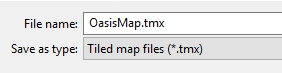 File name: OasisMap.tmx
Save as type: Tiled map files (*.tmx)